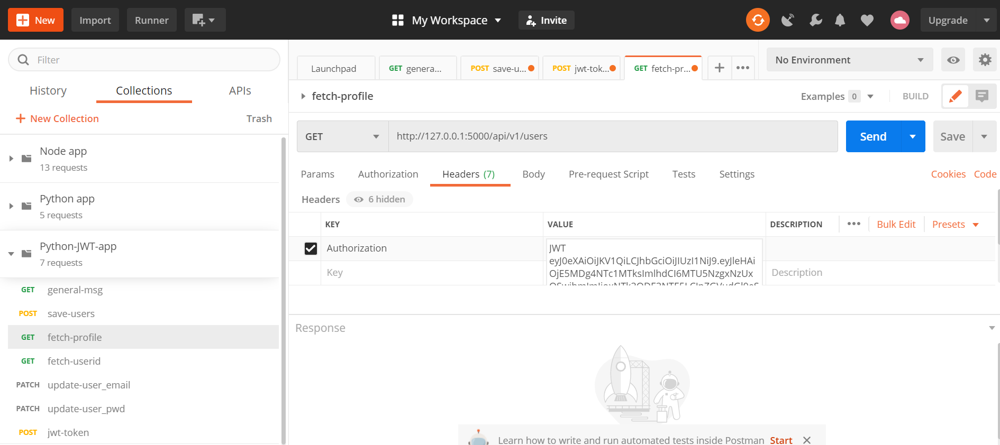 New
Import
Runner
My Workspace
Invite
Upgrade
Filter
History
Collections
APIs
New Collection
Trash
Node app
13 requests
Python app
5 requests
Python-JWT-app
7 requests
GET general-msg
POST save-users
GET fetch-profile
GET fetch-userid
PATCH update-user_email
PATCH update-user_pwd
POST jwt-token
Launchpad
GET genera...
POST save-u...
POST jwt-tok...
GET fetch-pr...
No Environment
fetch-profile
Examples 0
BUILD
GET
http://127.0.0.1:5000/api/v1/users
Send
Save
Params
Authorization
Headers (7)
Body
Pre-request Script
Tests
Settings
Cookies
Code
Headers
6 hidden
KEY
VALUE
DESCRIPTION
Bulk Edit
Presets
Authorization
JWT
eyJ0eXAiOiJKV1QiLCJhbGciOiJIUzI1NiJ9.eyJleHAi
OjE5MDg4NTc1MTksImlhdCI6MTU5NzgxNzUx
Key
Description
Response
Learn how to write and run automated tests inside Postman
Start